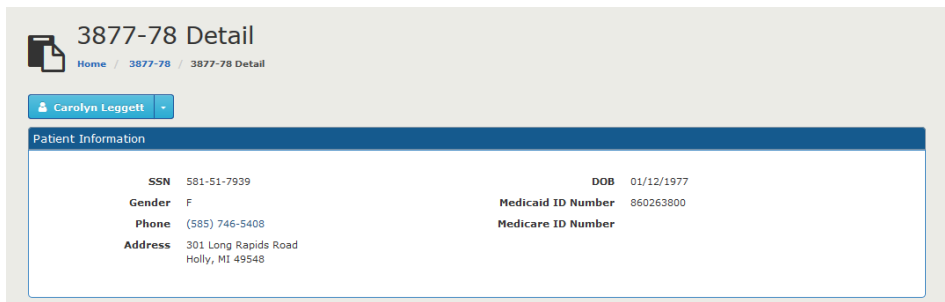 3877-78 Detail
Home / 3877-78 / 3877-78 Detail
Carolyn Leggett
Patient Information
SSN 581-51-7939 DOB 01/12/1977
Gender F Medicaid ID Number 860263800
Phone (585) 746-5408 Medicare ID Number
Address 301 Long Rapids Road
Holly, MI 49548